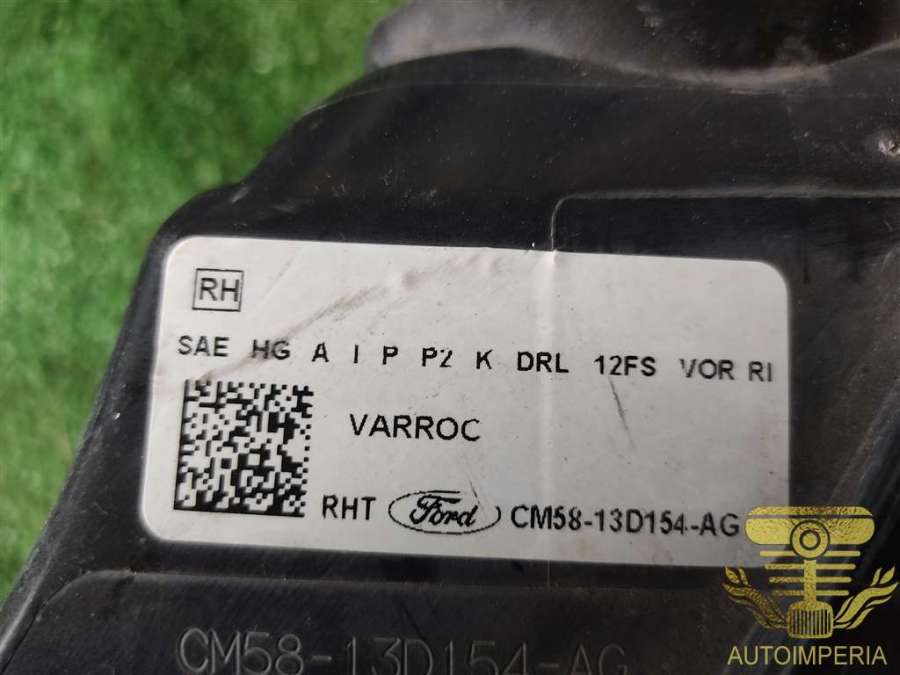 RH
SAE HG A I P P2 K DRL 12FS VOR RI
VARROC
RHT Ford CM58-13D154-AG
CM58-13D154-AG
AUTOIMPERIA